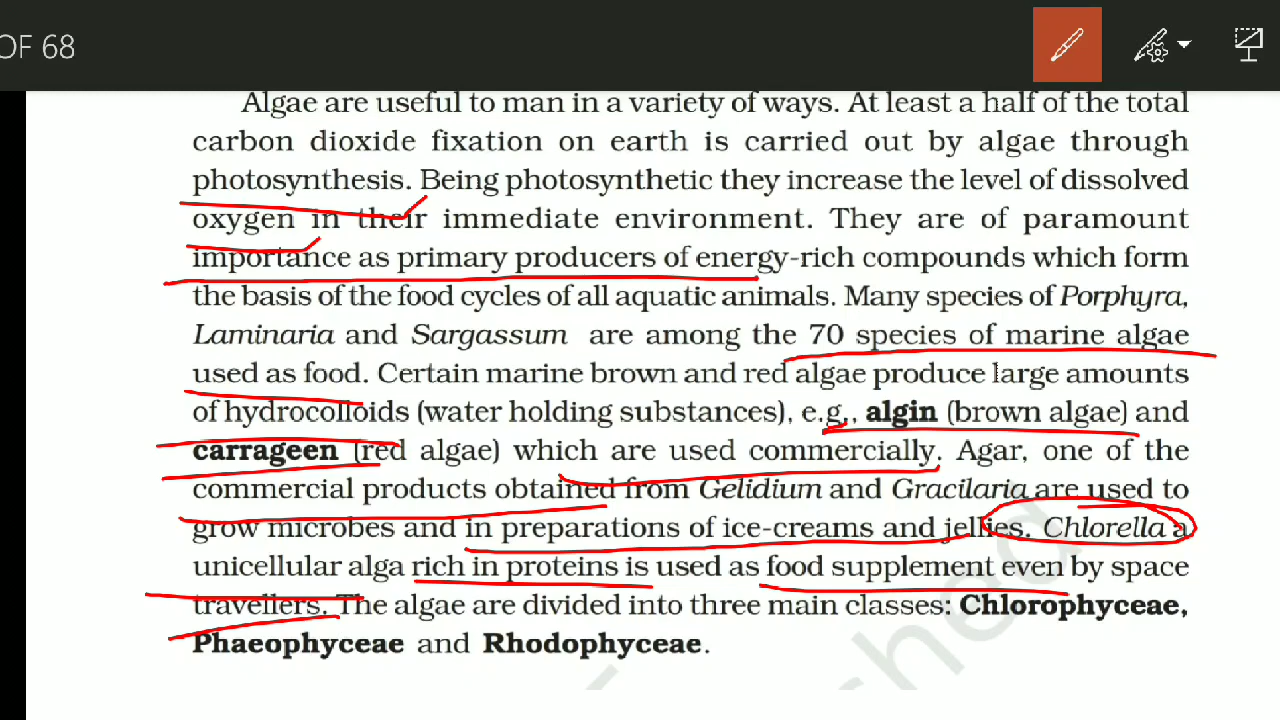 OF 68
Algae are useful to man in a variety of ways. At least a half of the total
carbon dioxide fixation on earth is carried out by algae through
photosynthesis. Being photosynthetic they increase the level of dissolved
oxygen in their immediate environment. They are of paramount
importance as primary producers of energy-rich compounds which form
the basis of the food cycles of all aquatic animals. Many species of Porphyra,
Laminaria and Sargassum are among the 70 species of marine algae
used as food. Certain marine brown and red algae produce large amounts
of hydrocolloids (water holding substances), e.g., algin (brown algae) and
carrageen (red algae) which are used commercially. Agar, one of the
commercial products obtained from Gelidium and Gracilaria are used to
grow microbes and in preparations of ice-creams and jellies. Chlorella a
unicellular alga rich in proteins is used as food supplement even by space
travellers. The algae are divided into three main classes: Chlorophyceae,
Phaeophyceae and Rhodophyceae.